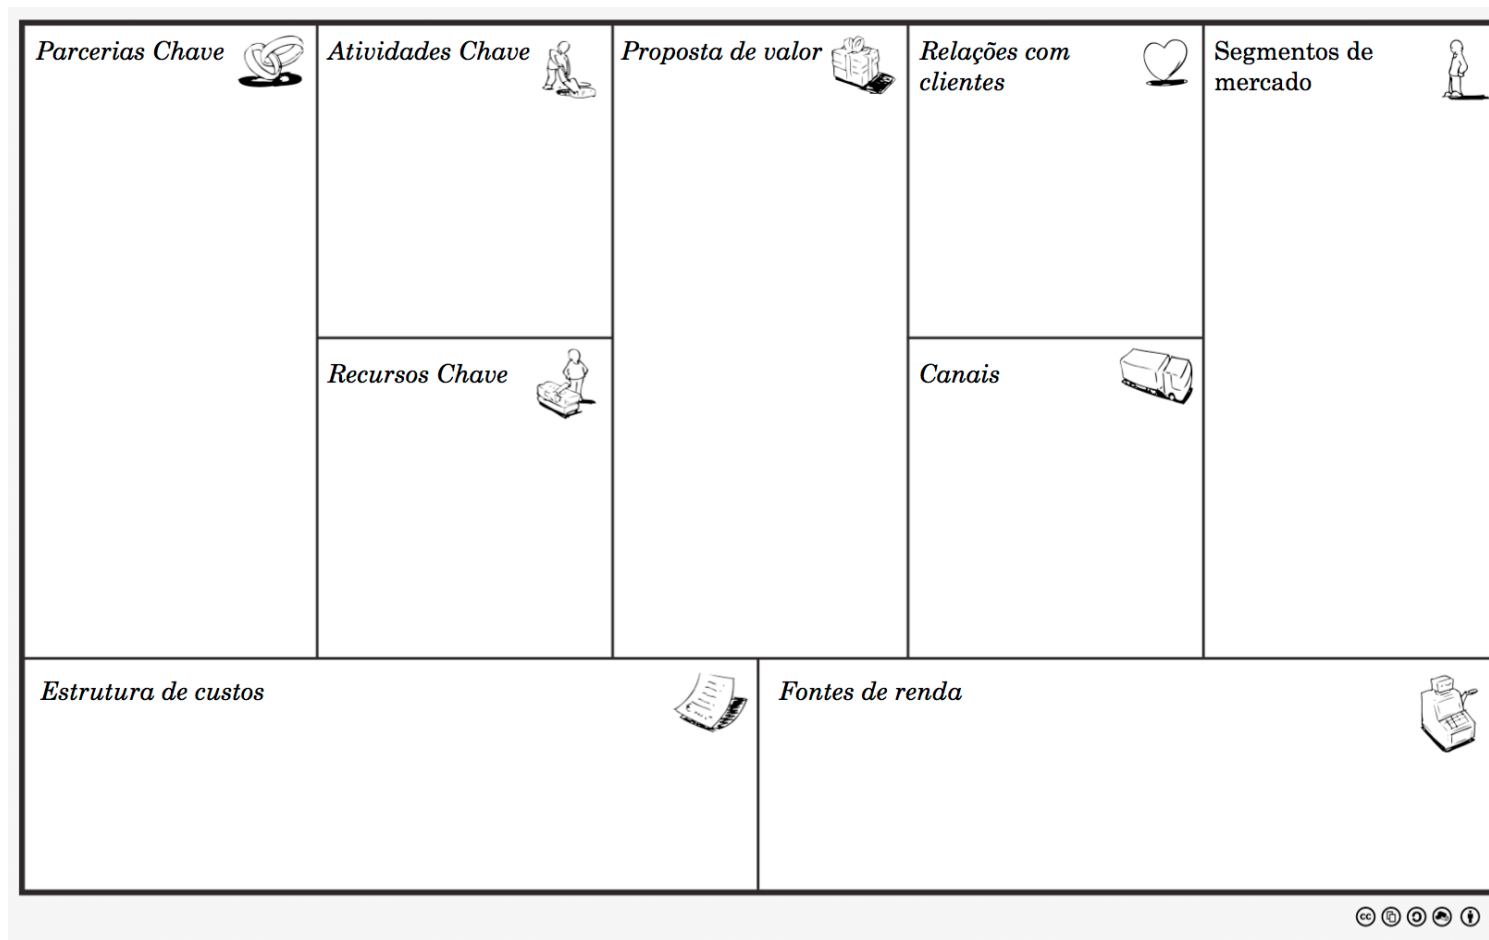 Parcerias Chave
Atividades Chave
Proposta de valor
Relações com
clientes
Segmentos de
mercado
Recursos Chave
Canais
Estrutura de custos
Fontes de renda
cc